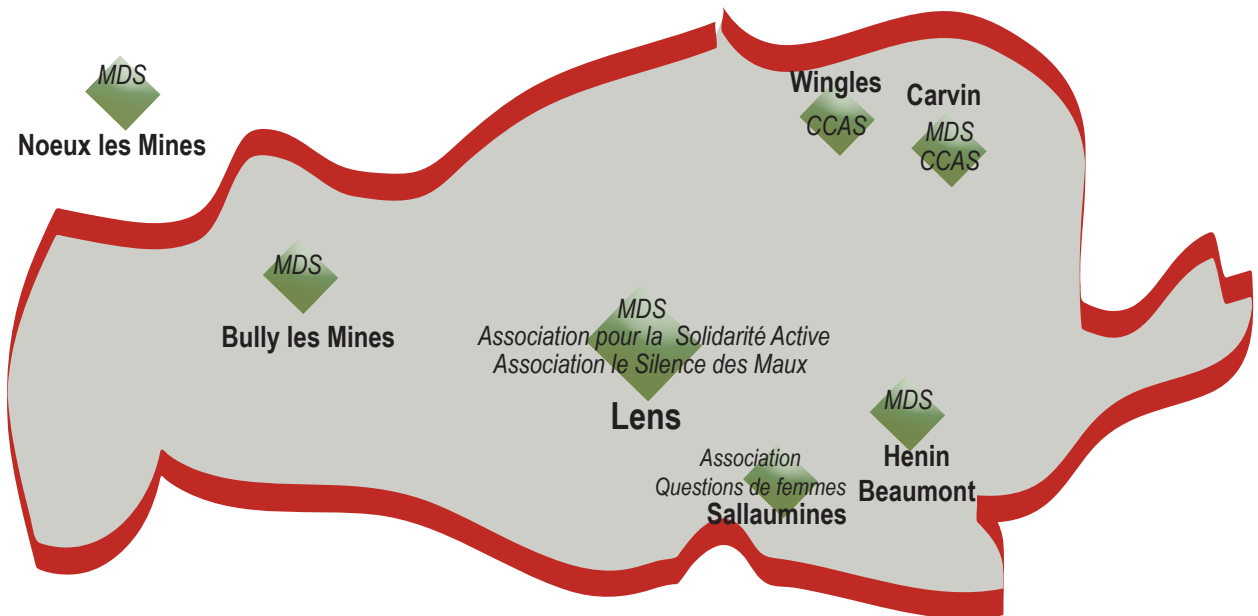 MDS
Noeux les Mines
Wingles
CCAS
Carvin
MDS
CCAS
MDS
Bully les Mines
MDS
Association pour la Solidarité Active
Association le Silence des Maux
Lens
MDS
Henin
Beaumont
Association
Questions de femmes
Sallaumines